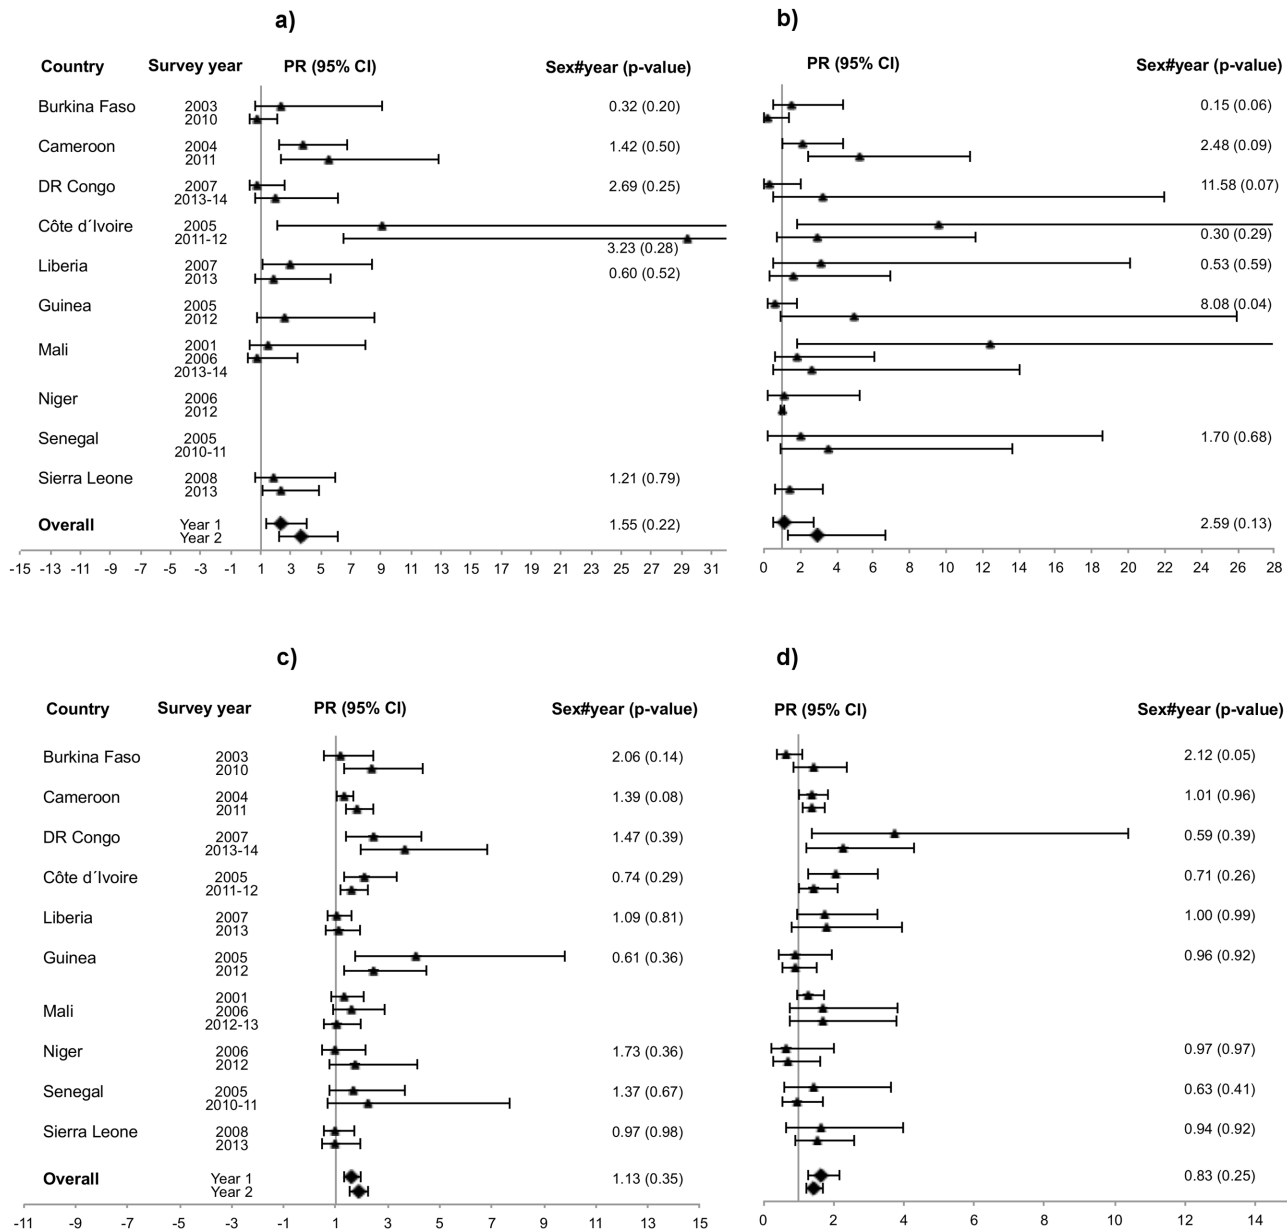 a)
Country Survey year PR (95% CI) Sex#year (p-value)
Burkina Faso 2003 0.32 (0.20)
2010
Cameroon 2004 1.42 (0.50)
2011
DR Congo 2007 2.69 (0.25)
2013-14
Côte d´Ivoire 2005
2011-12
3.23 (0.28)
Liberia 2007 0.60 (0.52)
2013
Guinea 2005
2012
Mali 2001
2006
2013-14
Niger 2006
2012
Senegal 2005
2010-11
Sierra Leone 2008 1.21 (0.79)
2013
Overall Year 1 1.55 (0.22)
Year 2
-15 -13 -11 -9 -7 -5 -3 -1 1 3 5 7 9 11 13 15 17 19 21 23 25 27 29 31
b)
PR (95% CI) Sex#year (p-value)
0.15 (0.06)
2.48 (0.09)
11.58 (0.07)
0.30 (0.29)
0.53 (0.59)
8.08 (0.04)
1.70 (0.68)
2.59 (0.13)
0 2 4 6 8 10 12 14 16 18 20 22 24 26 28
c)
Country Survey year PR (95% CI) Sex#year (p-value)
Burkina Faso 2003 2.06 (0.14)
2010
Cameroon 2004 1.39 (0.08)
2011
DR Congo 2007 1.47 (0.39)
2013-14
Côte d´Ivoire 2005 0.74 (0.29)
2011-12
Liberia 2007 1.09 (0.81)
2013
Guinea 2005 0.61 (0.36)
2012
2001
Mali 2006
2012-13
Niger 2006 1.73 (0.36)
2012
Senegal 2005 1.37 (0.67)
2010-11
Sierra Leone 2008 0.97 (0.98)
2013
Overall Year 1 1.13 (0.35)
Year 2
-11 -9 -7 -5 -3 -1 1 3 5 7 9 11 13 15
d)
PR (95% CI) Sex#year (p-value)
2.12 (0.05)
1.01 (0.96)
0.59 (0.39)
0.71 (0.26)
1.00 (0.99)
0.96 (0.92)
0.97 (0.97)
0.63 (0.41)
0.94 (0.92)
0.83 (0.25)
0 2 4 6 8 10 12 14